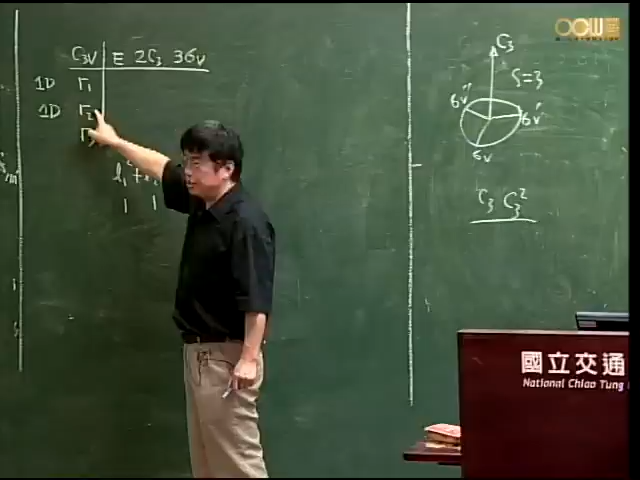 C₃ᵥ E 2C₃ 3σᵥ
1D Γ₁
1D Γ₂
Γ₃
1 1
C₃
S=3
σᵥ'' σᵥ'
σᵥ
C₃ C₃²
OCW
國立交通
National Chiao Tung